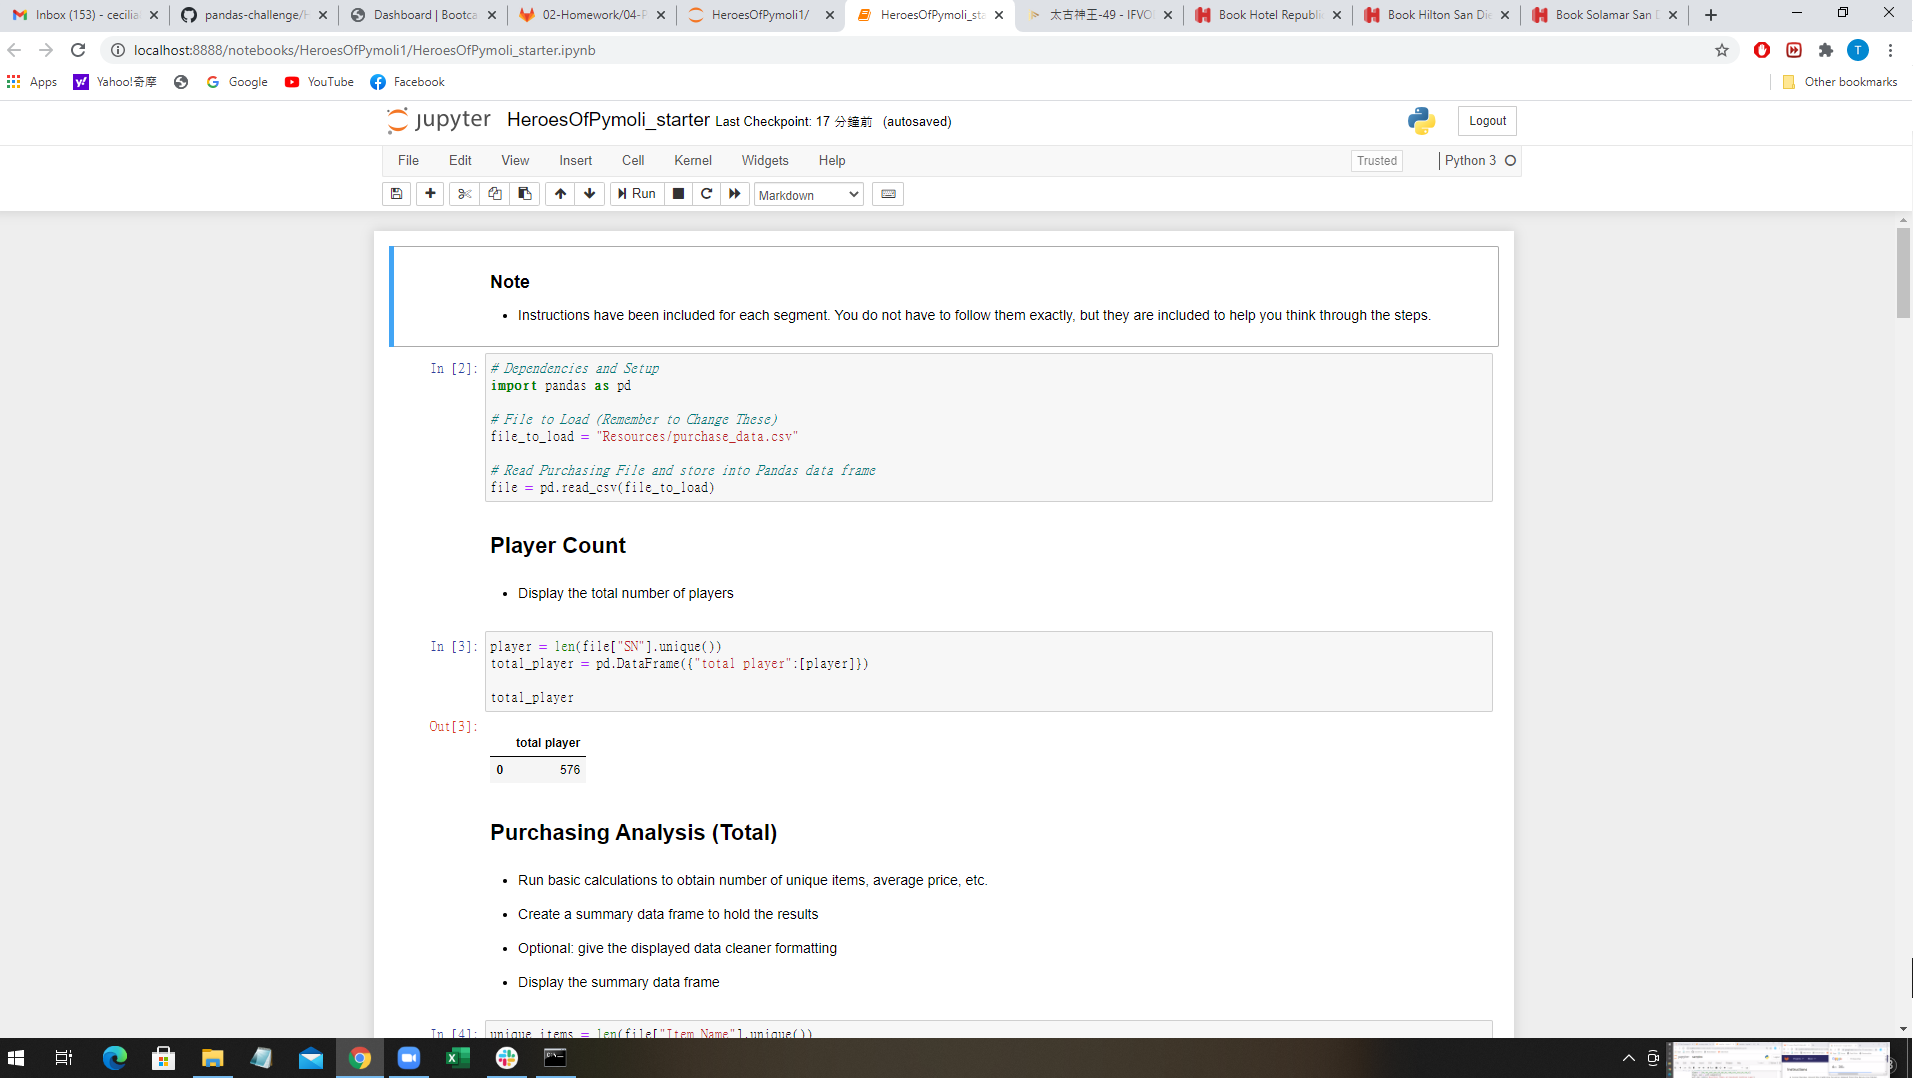 Inbox (153) - cecilia
pandas-challenge/H
Dashboard | Bootca
02-Homework/04-P
HeroesOfPymoli1/
HeroesOfPymoli_sta
太古神王-49 - IFVO
Book Hotel Republi
Book Hilton San Die
Book Solamar San D
localhost:8888/notebooks/HeroesOfPymoli1/HeroesOfPymoli_starter.ipynb
T
Apps
Yahoo!奇摩
Google
YouTube
Facebook
Other bookmarks
jupyter HeroesOfPymoli_starter Last Checkpoint: 17 分鐘前 (autosaved)
Logout
File Edit View Insert Cell Kernel Widgets Help
Trusted
Python 3
Run
Markdown
Note
• Instructions have been included for each segment. You do not have to follow them exactly, but they are included to help you think through the steps.
In [2]:
# Dependencies and Setup
import pandas as pd
# File to Load (Remember to Change These)
file_to_load = "Resources/purchase_data.csv"
# Read Purchasing File and store into Pandas data frame
file = pd.read_csv(file_to_load)
Player Count
• Display the total number of players
In [3]:
player = len(file["SN"].unique())
total_player = pd.DataFrame({"total player":[player]})
total_player
Out[3]:
total player
0 576
Purchasing Analysis (Total)
• Run basic calculations to obtain number of unique items, average price, etc.
• Create a summary data frame to hold the results
• Optional: give the displayed data cleaner formatting
• Display the summary data frame
In [4]:
unique_items = len(file["Item Name"].unique())